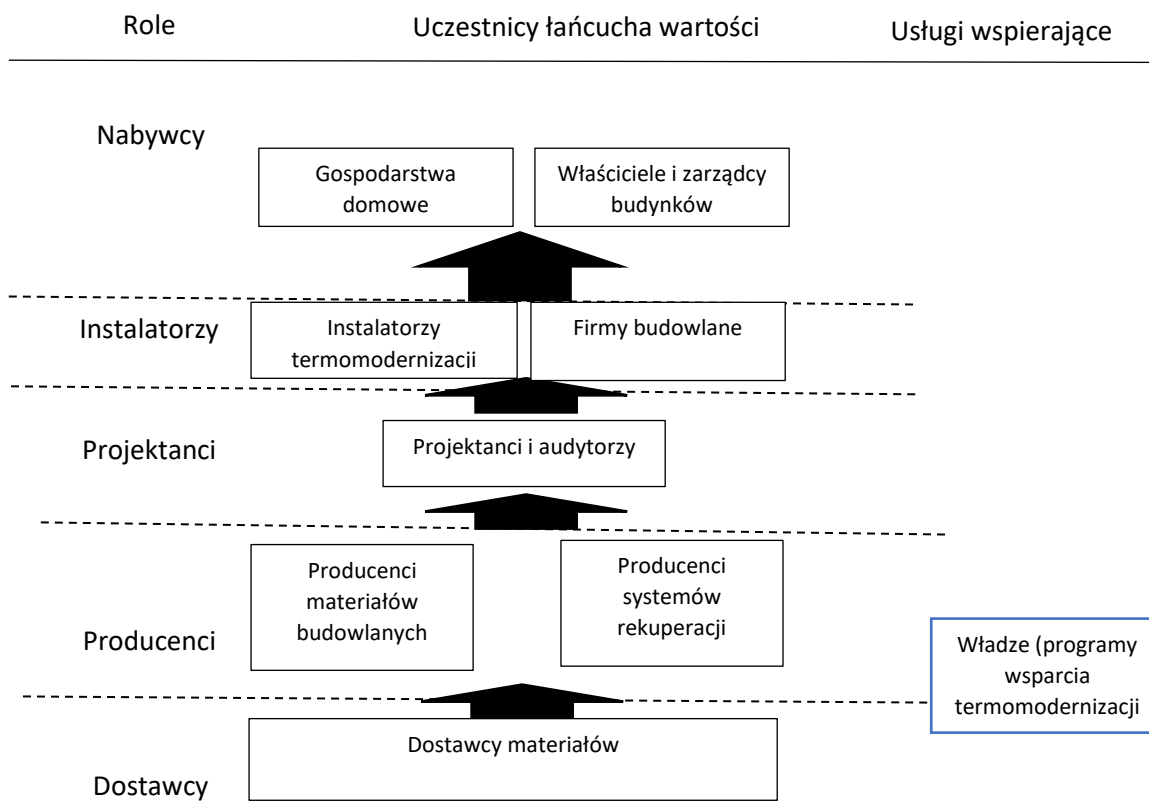 Role
Uczestnicy łańcucha wartości
Usługi wspierające
Nabywcy
Gospodarstwa
domowe
Właściciele i zarządcy
budynków
Instalatorzy
Instalatorzy
termomodernizacji
Firmy budowlane
Projektanci
Projektanci i audytorzy
Producenci
Producenci
materiałów
budowlanych
Producenci
systemów
rekuperacji
Władze (programy
wsparcia
termomodernizacji
Dostawcy
Dostawcy materiałów